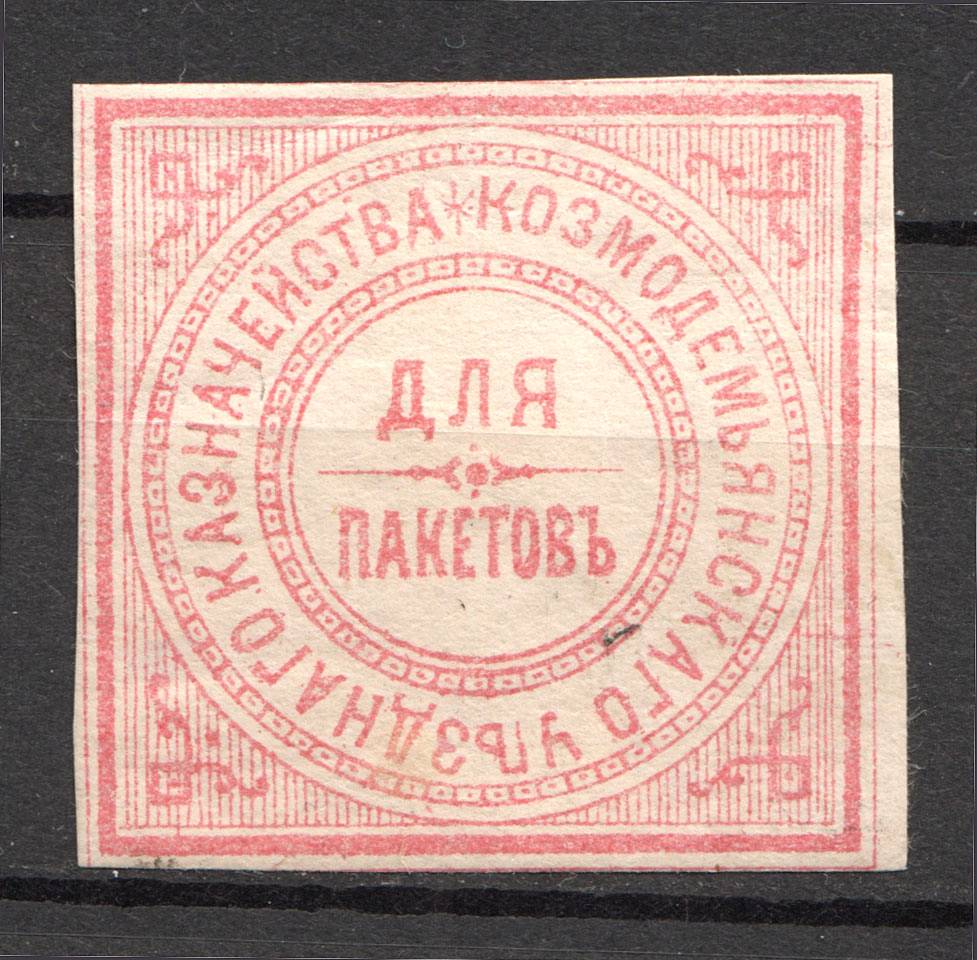 КОЗМОДЕМЬЯНСКАГО УѢЗДНАГО КАЗНАЧЕЙСТВА
ДЛЯ
ПАКЕТОВЪ